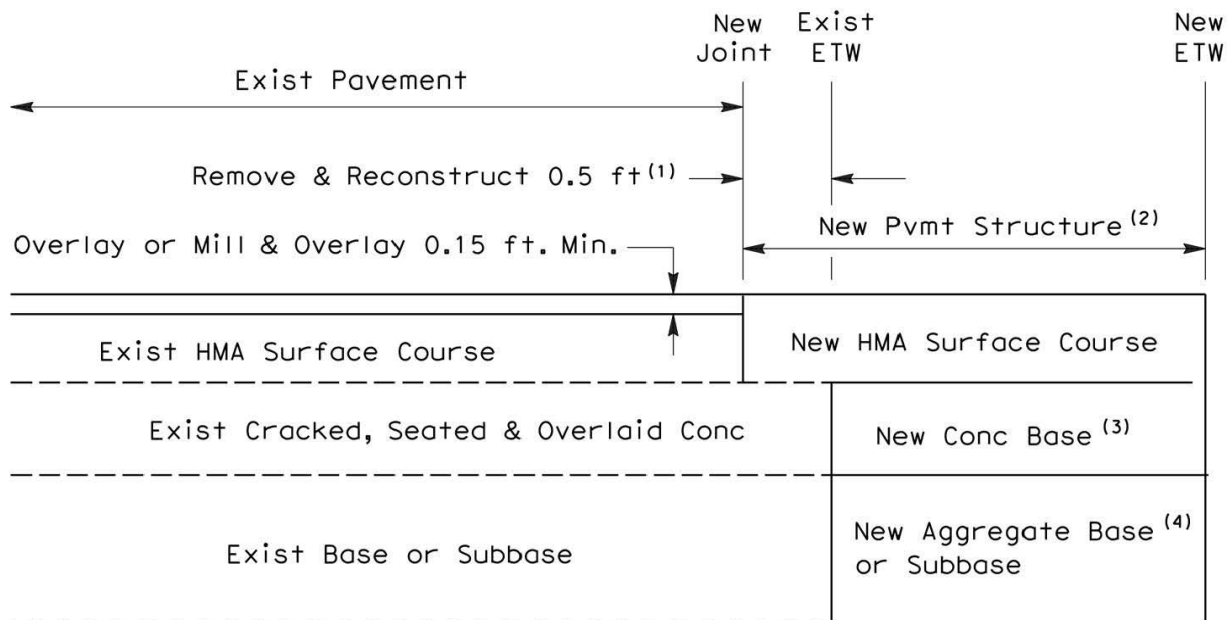 New Joint
Exist ETW
New ETW
Exist Pavement
Remove & Reconstruct 0.5 ft (1)
New Pvmt Structure (2)
Overlay or Mill & Overlay 0.15 ft. Min.
Exist HMA Surface Course
New HMA Surface Course
Exist Cracked, Seated & Overlaid Conc
New Conc Base (3)
Exist Base or Subbase
New Aggregate Base (4)
or Subbase